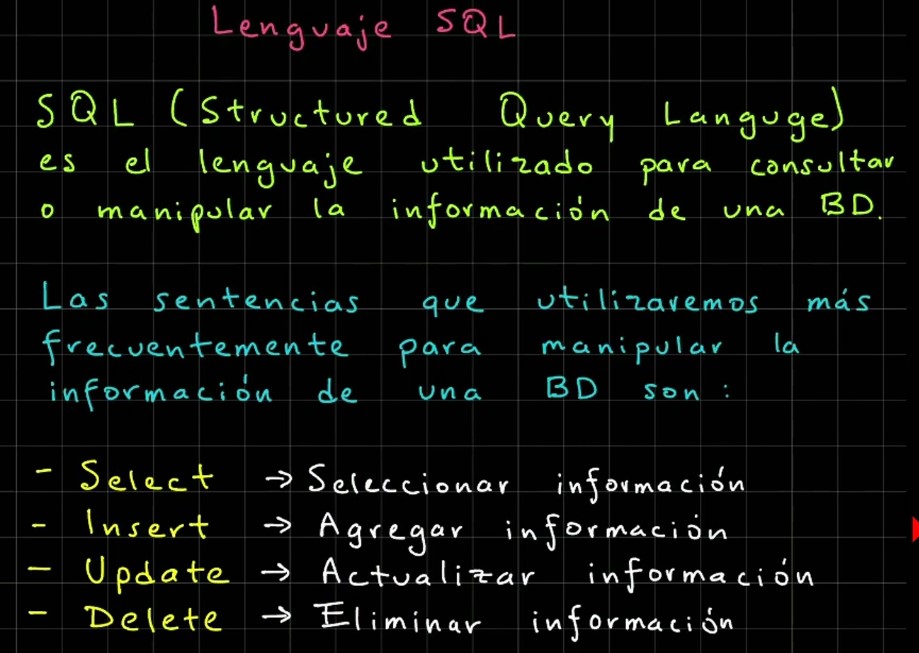 Lenguaje SQL
SQL (Structured Query Languge)
es el lenguaje utilizado para consultar
o manipular la información de una BD.
Las sentencias que utilizaremos más
frecuentemente para manipular la
información de una BD son:
- Select → Seleccionar información
- Insert → Agregar información
- Update → Actualizar información
- Delete → Eliminar información